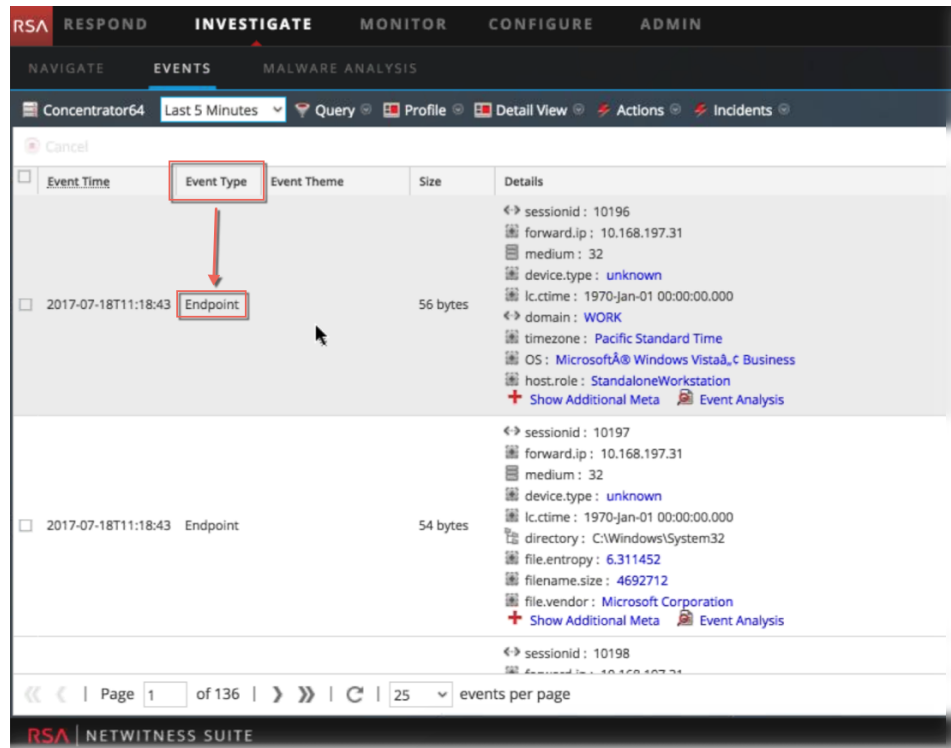 RSA RESPOND INVESTIGATE MONITOR CONFIGURE ADMIN
NAVIGATE EVENTS MALWARE ANALYSIS
Concentrator64 Last 5 Minutes Query Profile Detail View Actions Incidents
Cancel
Event Time Event Type Event Theme Size Details
sessionid : 10196
forward.ip : 10.168.197.31
medium : 32
device.type : unknown
lc.ctime : 1970-Jan-01 00:00:00.000
2017-07-18T11:18:43 Endpoint 56 bytes
domain : WORK
timezone : Pacific Standard Time
OS : MicrosoftÂ® Windows Vistaâ„¢ Business
host.role : StandaloneWorkstation
Show Additional Meta Event Analysis
sessionid : 10197
forward.ip : 10.168.197.31
medium : 32
device.type : unknown
lc.ctime : 1970-Jan-01 00:00:00.000
2017-07-18T11:18:43 Endpoint 54 bytes
directory : C:\Windows\System32
file.entropy : 6.311452
filename.size : 4692712
file.vendor : Microsoft Corporation
Show Additional Meta Event Analysis
sessionid : 10198
forward.ip : 10.168.197.31
Page 1 of 136 | 25 events per page
RSA | NETWITNESS SUITE